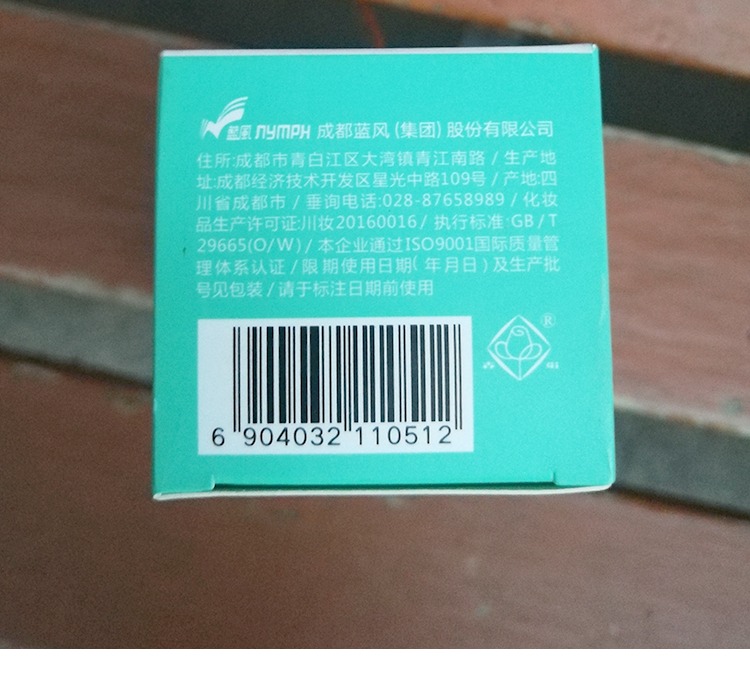 蓝风 NYMPH 成都蓝风(集团)股份有限公司
住所:成都市青白江区大湾镇青江南路 / 生产地
址:成都经济技术开发区星光中路109号 / 产地:四
川省成都市 / 垂询电话:028-87658989 / 化妆
品生产许可证:川妆20160016 / 执行标准:GB / T
29665(O/W) / 本企业通过ISO9001国际质量管
理体系认证 / 限期使用日期( 年月日 ) 及生产批
号见包装 / 请于标注日期前使用
®
6 904032 110512